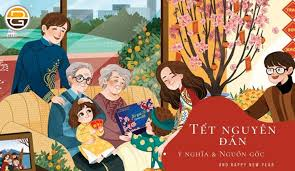 TẾT NGUYÊN
ĐÁN
Ý NGHĨA & NGUỒN GỐC
AND HAPPY NEW YEAR